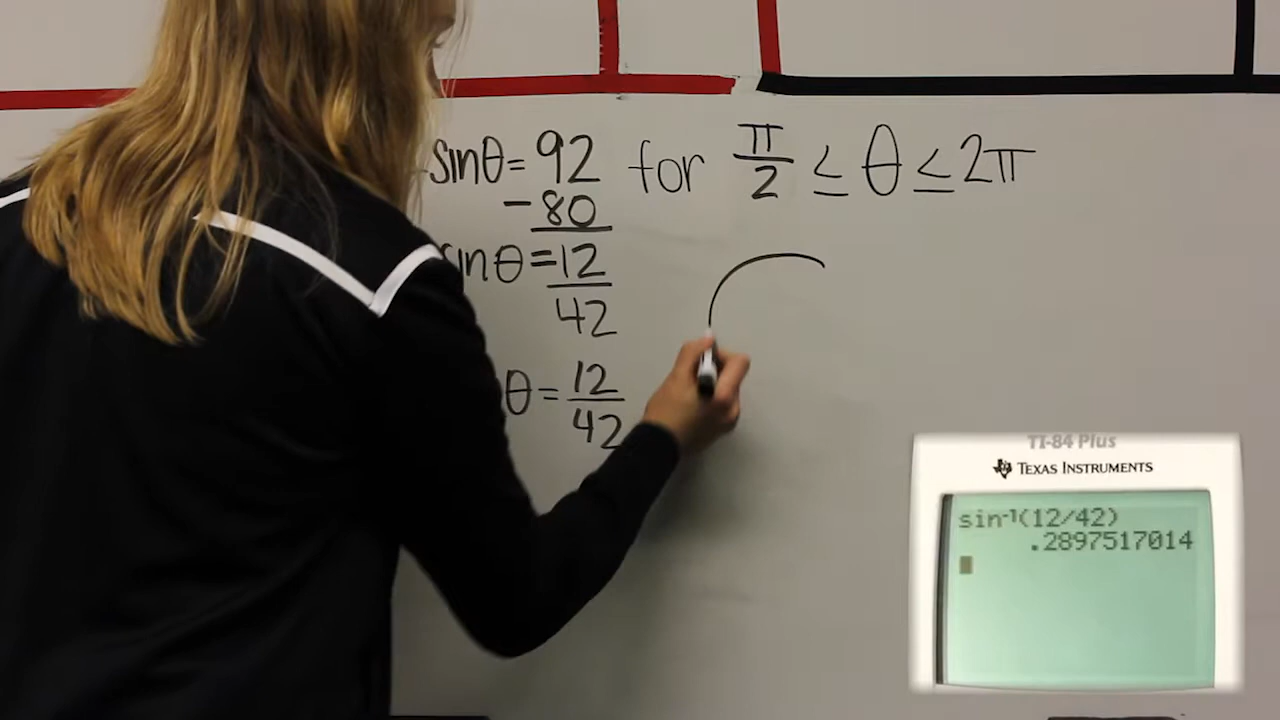 sinθ = 92 for π/2 ≤ θ ≤ 2π
-80
sinθ = 12
42
θ = 12/42
TI-84 Plus
TEXAS INSTRUMENTS
sin⁻¹(12/42)
.2897517014